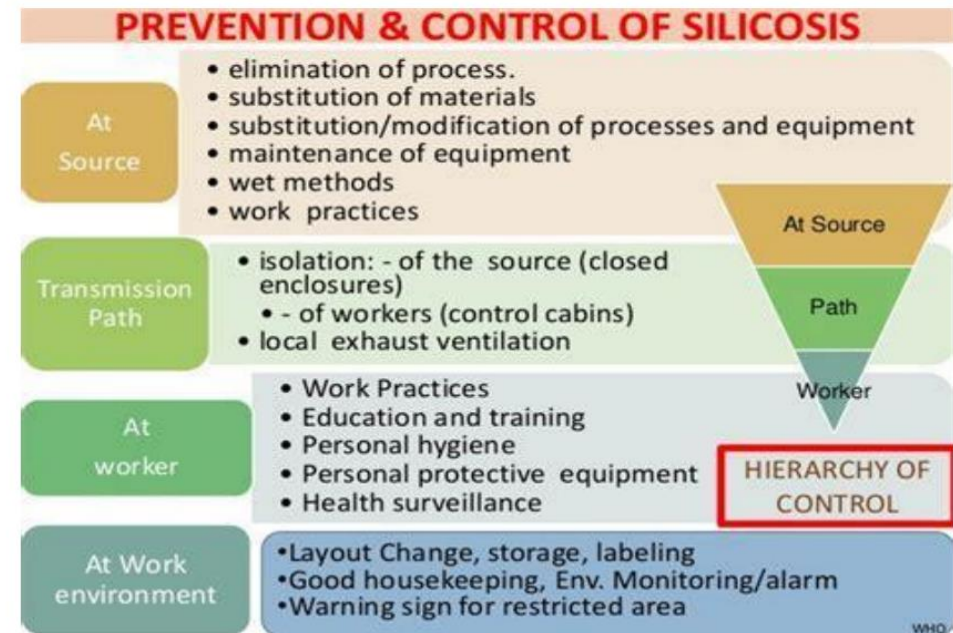 PREVENTION & CONTROL OF SILICOSIS
At
Source
• elimination of process.
• substitution of materials
• substitution/modification of processes and equipment
• maintenance of equipment
• wet methods
• work practices
Transmission
Path
• isolation: - of the source (closed
enclosures)
• - of workers (control cabins)
• local exhaust ventilation
At
worker
• Work Practices
• Education and training
• Personal hygiene
• Personal protective equipment
• Health surveillance
At Source
Path
Worker
HIERARCHY OF
CONTROL
At Work
environment
•Layout Change, storage, labeling
•Good housekeeping, Env. Monitoring/alarm
•Warning sign for restricted area
WHO